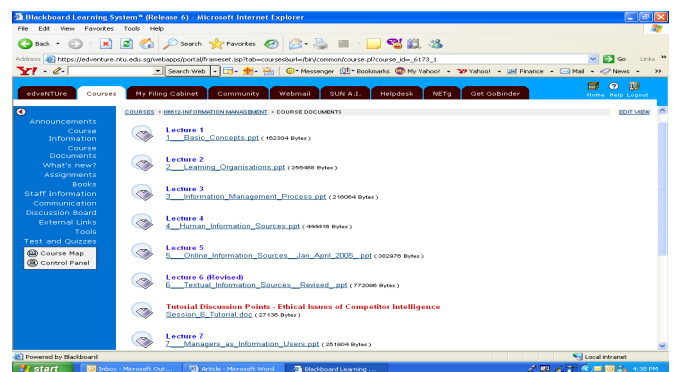 Blackboard Learning System™ (Release 6) - Microsoft Internet Explorer
File Edit View Favorites Tools Help
Back Search Favorites
Address https://edventure.ntu.edu.sg/webapps/portal/frameset.jsp?tab=courses&url=/bin/common/course.pl?course_id=_6173_1 Go Links »
Y! Search Web Messenger Bookmarks My Yahoo! Yahoo! Finance Mail News »
edveNTUre Courses My Filing Cabinet Community Webmail SUN A.I. Helpdesk NETg Get GoBinder Home Help Logout
COURSES > H6612-INFORMATION MANAGEMENT > COURSE DOCUMENTS EDIT VIEW
Announcements
Course
Information
Course
Documents
What's new?
Assignments
Books
Staff Information
Communication
Discussion Board
External Links
Tools
Test and Quizzes
Course Map
Control Panel
Lecture 1
1___Basic_Concepts.ppt (162304 Bytes)
Lecture 2
2___Learning_Organisations.ppt (266488 Bytes)
Lecture 3
3___Information_Management_Process.ppt (216064 Bytes)
Lecture 4
4__Human_Information_Sources.ppt (444416 Bytes)
Lecture 5
5___Online_Information_Sources__Jan_April_2005_.ppt (382976 Bytes)
Lecture 6 (Revised)
6___Textual_Information_Sources__Revised_.ppt (772096 Bytes)
Tutorial Discussion Points - Ethical Issues of Competitor Intelligence
Session_6_Tutorial.doc (27136 Bytes)
Lecture 7
7___Managers_as_Information_Users.ppt (251904 Bytes)
Powered by Blackboard Local intranet
start Inbox - Microsoft Out... Article - Microsoft Word Blackboard Learning ... 4:38 PM